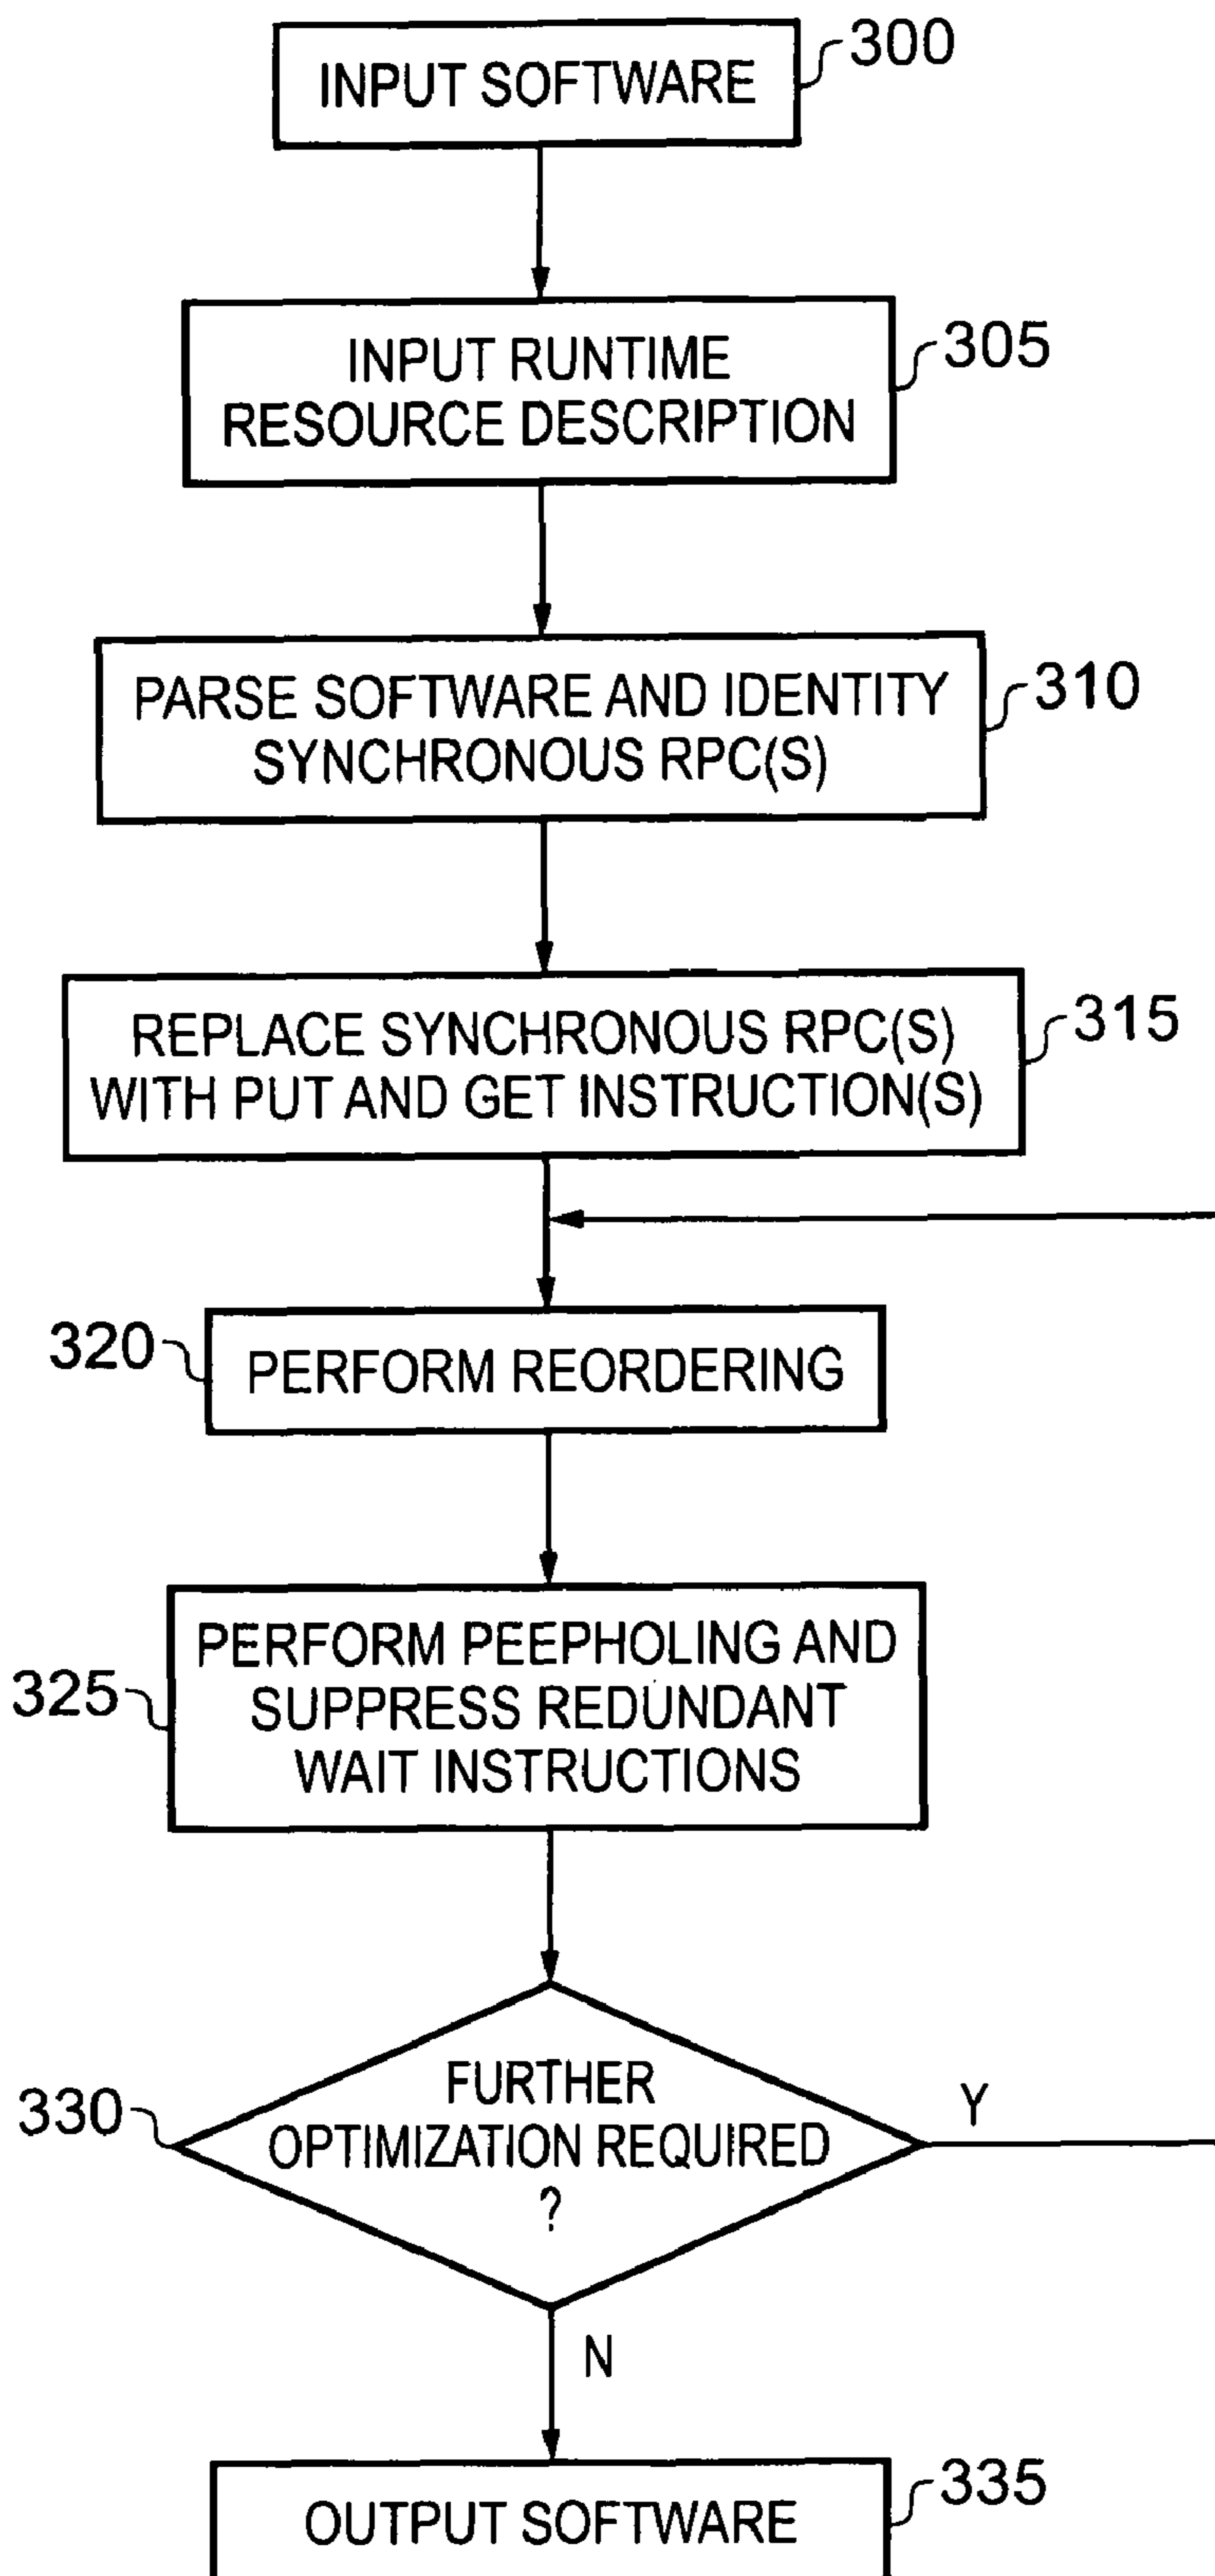 INPUT SOFTWARE
300
INPUT RUNTIME
RESOURCE DESCRIPTION
305
PARSE SOFTWARE AND IDENTITY
SYNCHRONOUS RPC(S)
310
REPLACE SYNCHRONOUS RPC(S)
WITH PUT AND GET INSTRUCTION(S)
315
320
PERFORM REORDERING
325
PERFORM PEEPHOLING AND
SUPPRESS REDUNDANT
WAIT INSTRUCTIONS
330
FURTHER
OPTIMIZATION REQUIRED
?
Y
N
OUTPUT SOFTWARE
335